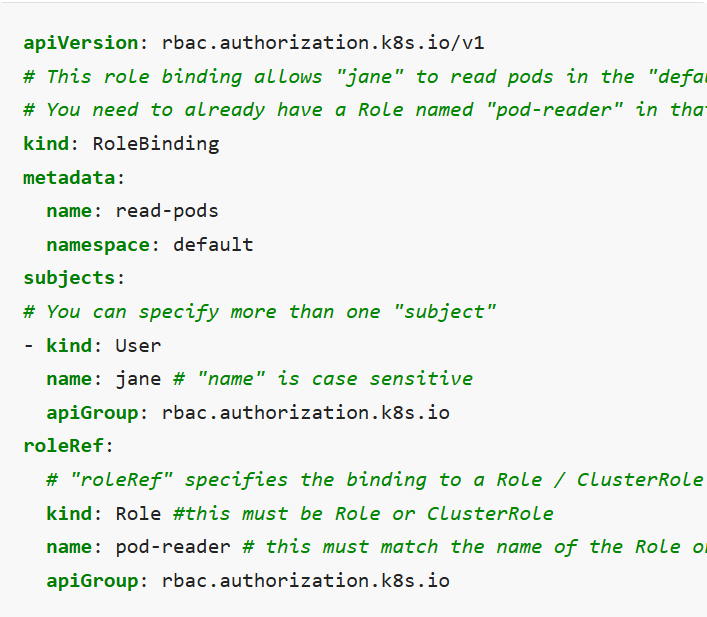 apiVersion: rbac.authorization.k8s.io/v1
# This role binding allows "jane" to read pods in the
# You need to already have a Role named "pod-reader" in
kind: RoleBinding
metadata:
  name: read-pods
  namespace: default
subjects:
# You can specify more than one "subject"
- kind: User
  name: jane # "name" is case sensitive
  apiGroup: rbac.authorization.k8s.io
roleRef:
  # "roleRef" specifies the binding to a Role / ClusterRole
  kind: Role #this must be Role or ClusterRole
  name: pod-reader # this must match the name of the Role
  apiGroup: rbac.authorization.k8s.io